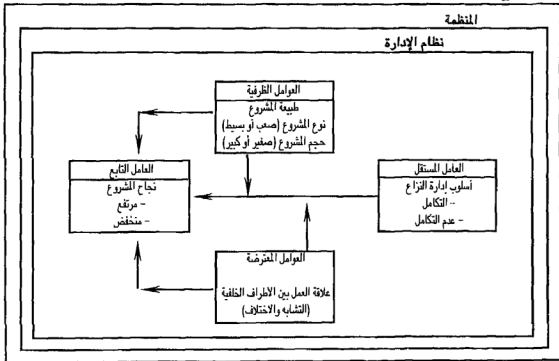 المنظمة
نظام الإدارة
العوامل الظرفية
طبيعة المشروع
نوع المشروع (صعب أو بسيط)
حجم المشروع (صغير أو كبير)
العامل المستقل
أسلوب إدارة النزاع
- التكامل
- عدم التكامل
العامل التابع
نجاح المشروع
- مرتفع
- منخفض
العوامل المعترضة
علاقة العمل بين الأطراف الخلفية
(التشابه والاختلاف)